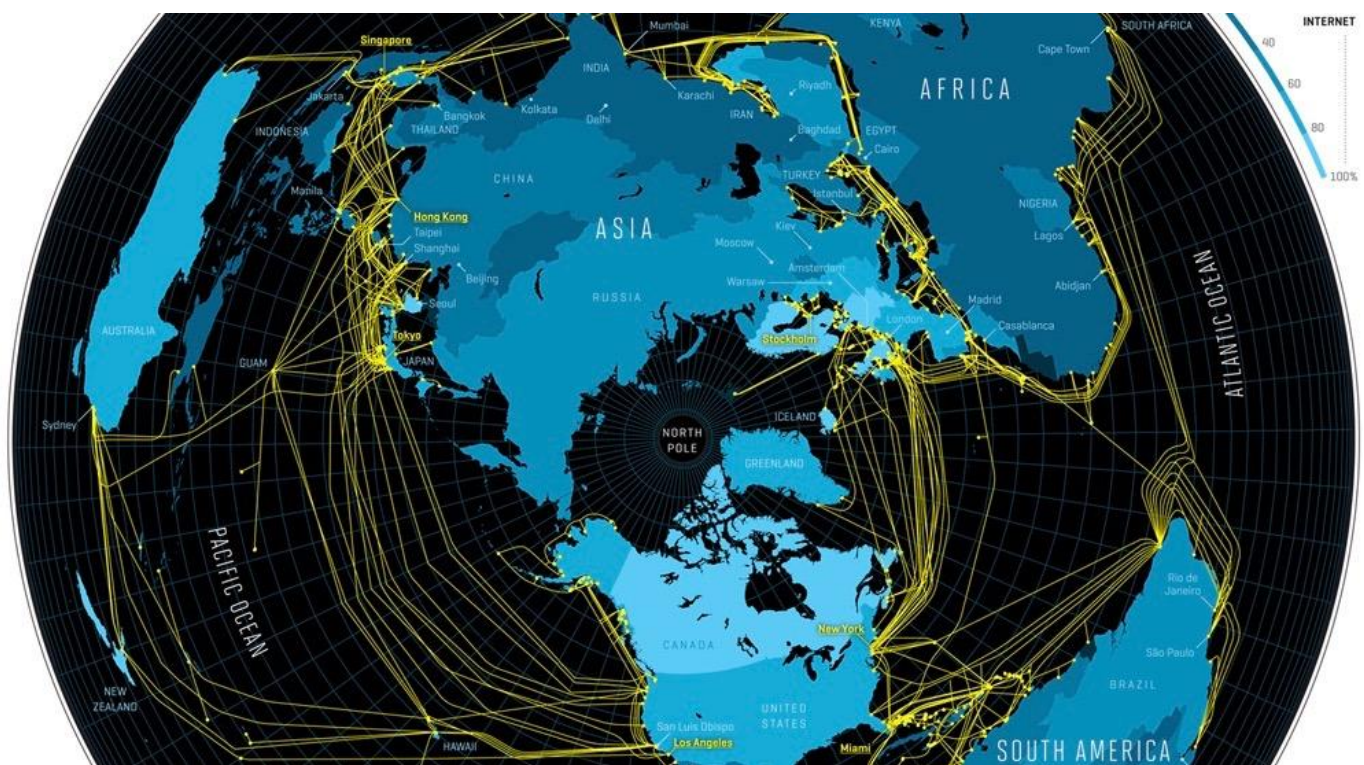 INTERNET
40
60
80
100%
KENYA
SOUTH AFRICA
Mumbai
Singapore
Cape Town
INDIA
AFRICA
Riyadh
Karachi
Jakarta
Kolkata
Delhi
IRAN
Bangkok
THAILAND
INDONESIA
Baghdad
EGYPT
Cairo
TURKEY
CHINA
Manila
Istanbul
NIGERIA
Hong Kong
ASIA
Kiev
Taipei
Lagos
Shanghai
Moscow
Amsterdam
Beijing
Warsaw
Abidjan
ATLANTIC OCEAN
RUSSIA
Seoul
Madrid
London
Casablanca
AUSTRALIA
Tokyo
Stockholm
GUAM
JAPAN
ICELAND
Sydney
NORTH
POLE
GREENLAND
PACIFIC OCEAN
Rio de
Janeiro
New York
CANADA
São Paulo
BRAZIL
NEW
ZEALAND
UNITED
STATES
San Luis Obispo
Los Angeles
HAWAII
Miami
SOUTH AMERICA